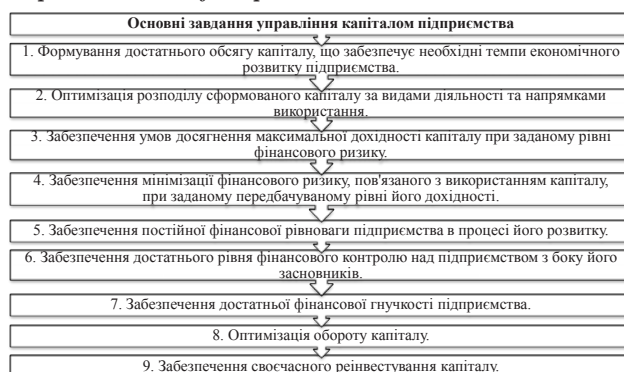 Основні завдання управління капіталом підприємства
1. Формування достатнього обсягу капіталу, що забезпечує необхідні темпи економічного
розвитку підприємства.
2. Оптимізація розподілу сформованого капіталу за видами діяльності та напрямками
використання.
3. Забезпечення умов досягнення максимальної дохідності капіталу при заданому рівні
фінансового ризику.
4. Забезпечення мінімізації фінансового ризику, пов'язаного з використанням капіталу,
при заданому передбачуваному рівні його дохідності.
5. Забезпечення постійної фінансової рівноваги підприємства в процесі його розвитку.
6. Забезпечення достатнього рівня фінансового контролю над підприємством з боку його
засновників.
7. Забезпечення достатньої фінансової гнучкості підприємства.
8. Оптимізація обороту капіталу.
9. Забезпечення своєчасного реінвестування капіталу.